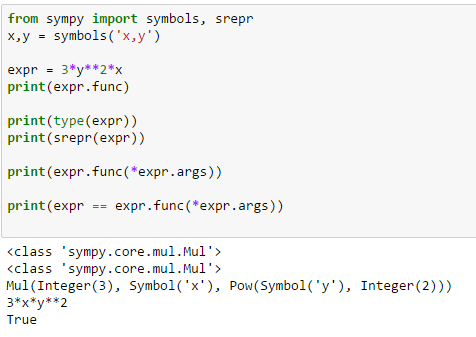 from sympy import symbols, srepr
x,y = symbols('x,y')
expr = 3*y**2*x
print(expr.func)
print(type(expr))
print(srepr(expr))
print(expr.func(*expr.args))
print(expr == expr.func(*expr.args))
<class 'sympy.core.mul.Mul'>
<class 'sympy.core.mul.Mul'>
Mul(Integer(3), Symbol('x'), Pow(Symbol('y'), Integer(2)))
3*x*y**2
True